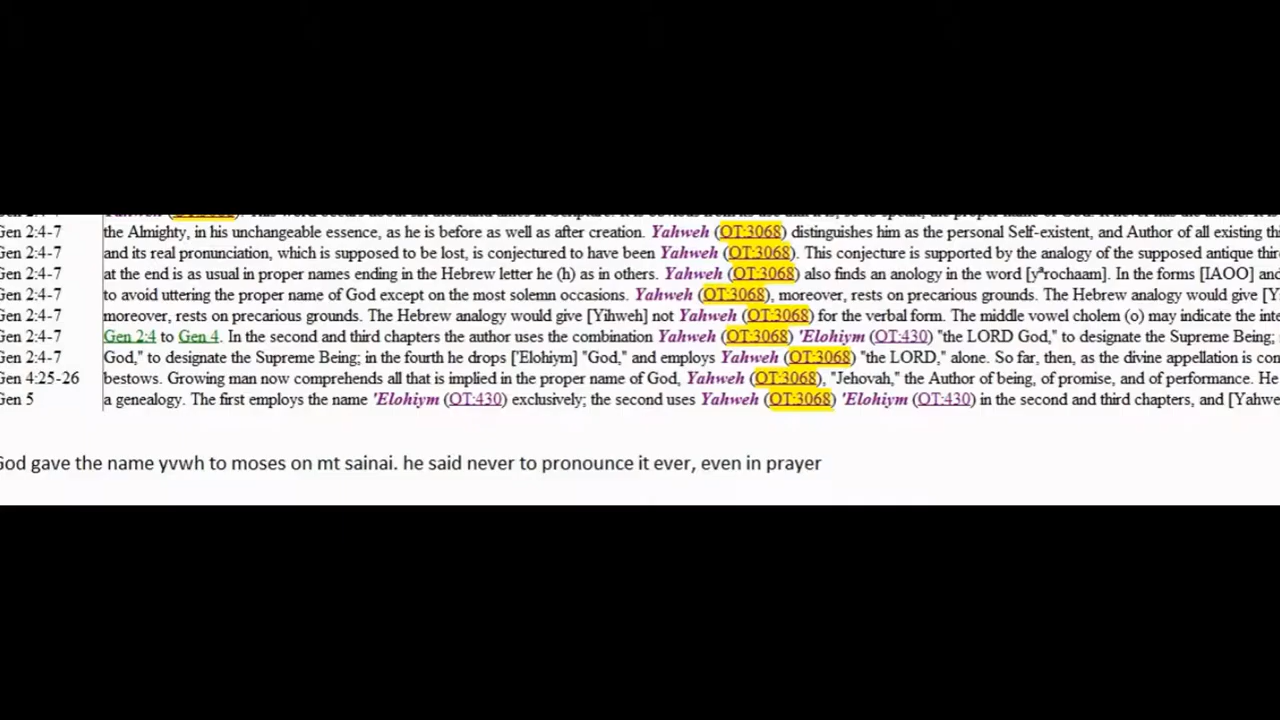 Gen 2:4-7 the Almighty, in his unchangeable essence, as he is before as well as after creation. Yahweh (OT:3068) distinguishes him as the personal Self-existent, and Author of all existing
Gen 2:4-7 and its real pronunciation, which is supposed to be lost, is conjectured to have been Yahweh (OT:3068). This conjecture is supported by the analogy of the supposed antique
Gen 2:4-7 at the end is as usual in proper names ending in the Hebrew letter he (h) as in others. Yahweh (OT:3068) also finds an anology in the word [yªrochaam]. In the forms [IAOO] and
Gen 2:4-7 to avoid uttering the proper name of God except on the most solemn occasions. Yahweh (OT:3068), moreover, rests on precarious grounds. The Hebrew analogy would give
Gen 2:4-7 moreover, rests on precarious grounds. The Hebrew analogy would give [Yihweh] not Yahweh (OT:3068) for the verbal form. The middle vowel cholem (o) may indicate the
Gen 2:4-7 Gen 2:4 to Gen 4. In the second and third chapters the author uses the combination Yahweh (OT:3068) 'Elohiym (OT:430) "the LORD God," to designate the Supreme Being;
Gen 2:4-7 God," to designate the Supreme Being; in the fourth he drops ['Elohiym] "God," and employs Yahweh (OT:3068) "the LORD," alone. So far, then, as the divine appellation is
Gen 4:25-26 bestows. Growing man now comprehends all that is implied in the proper name of God, Yahweh (OT:3068), "Jehovah," the Author of being, of promise, and of performance. He
Gen 5 a genealogy. The first employs the name 'Elohiym (OT:430) exclusively; the second uses Yahweh (OT:3068) 'Elohiym (OT:430) in the second and third chapters, and
God gave the name yvwh to moses on mt sainai. he said never to pronounce it ever, even in prayer